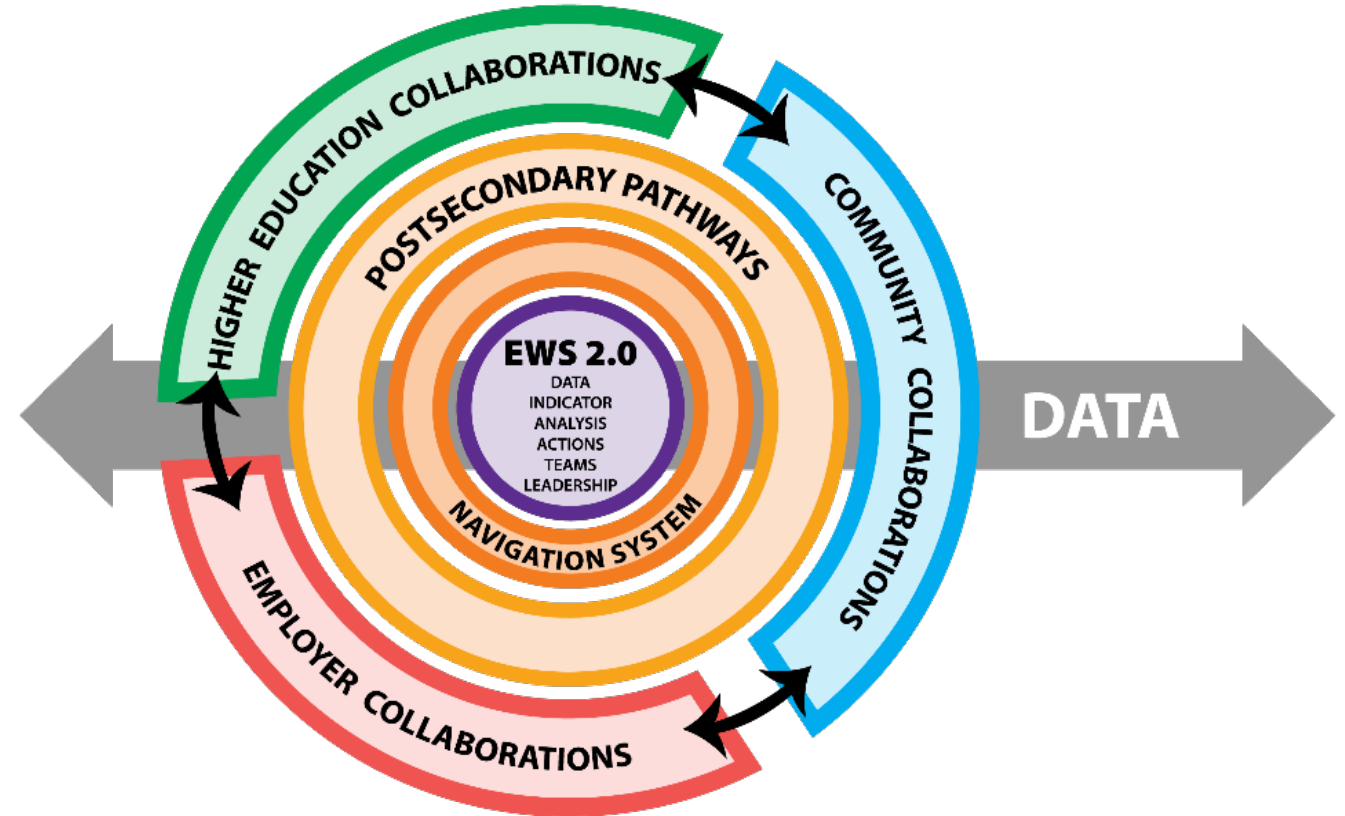 HIGHER EDUCATION COLLABORATIONS
COMMUNITY COLLABORATIONS
POSTSECONDARY PATHWAYS
EWS 2.0
DATA
INDICATOR
ANALYSIS
ACTIONS
TEAMS
LEADERSHIP
NAVIGATION SYSTEM
DATA
EMPLOYER COLLABORATIONS